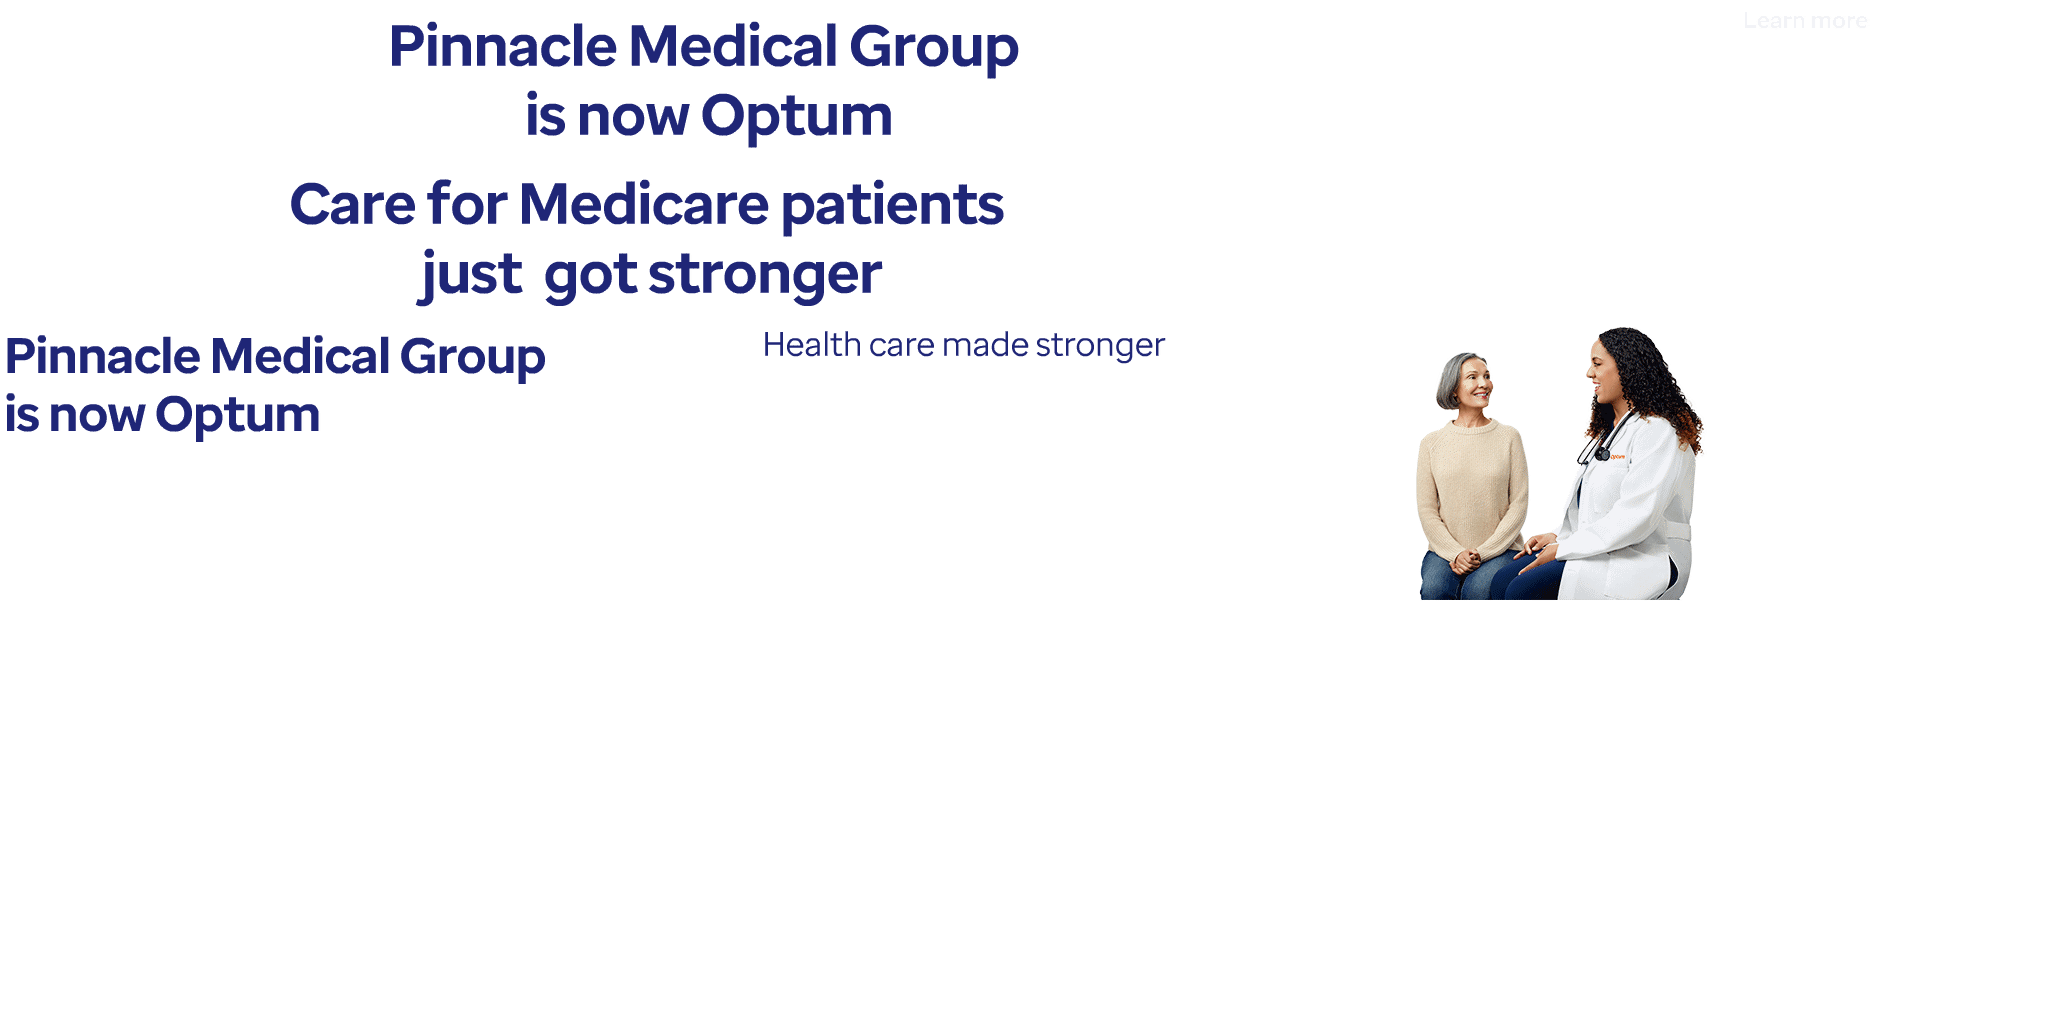 Learn more
Pinnacle Medical Group
is now Optum
Care for Medicare patients
just got stronger
Pinnacle Medical Group
is now Optum
Health care made stronger
Optum